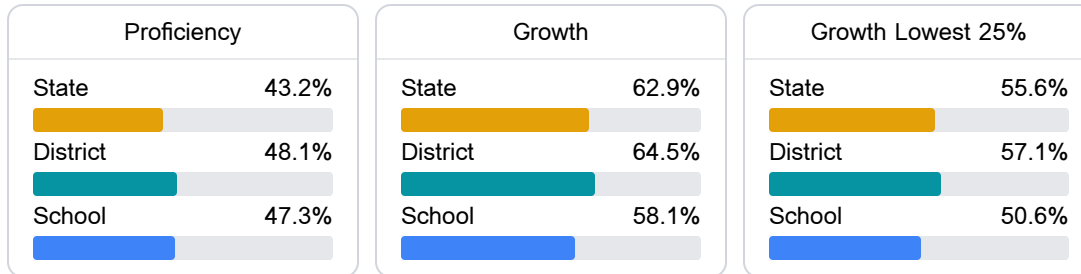 Proficiency
State 43.2%
District 48.1%
School 47.3%
Growth
State 62.9%
District 64.5%
School 58.1%
Growth Lowest 25%
State 55.6%
District 57.1%
School 50.6%